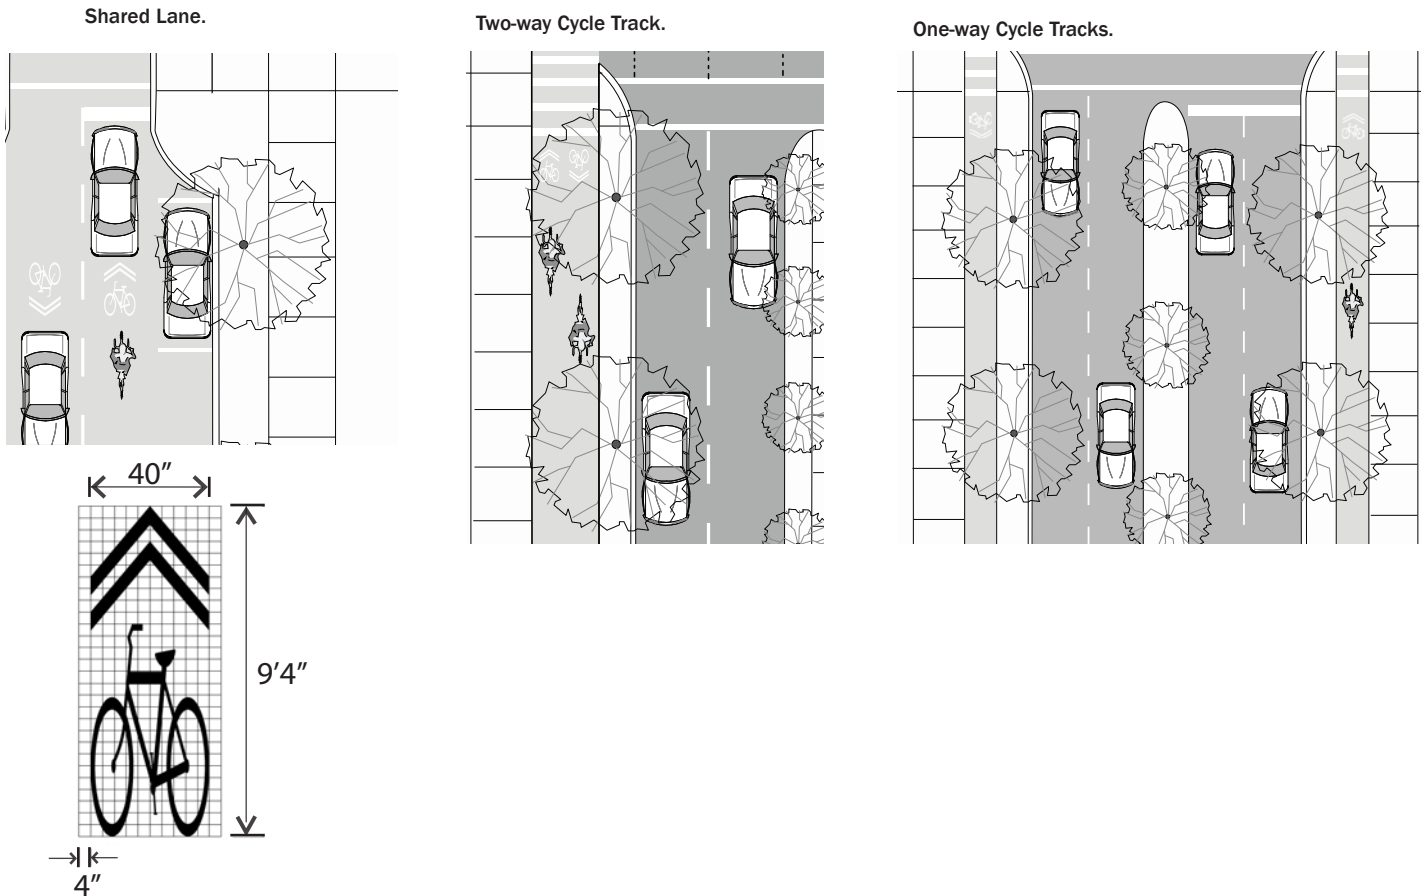 Shared Lane.
Two-way Cycle Track.
One-way Cycle Tracks.
40”
9’4”
4”